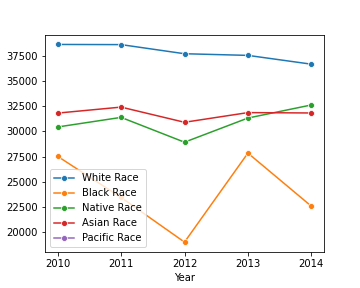 37500
35000
32500
30000
27500
25000
22500
20000
White Race
Black Race
Native Race
Asian Race
Pacific Race
2010 2011 2012 2013 2014
Year